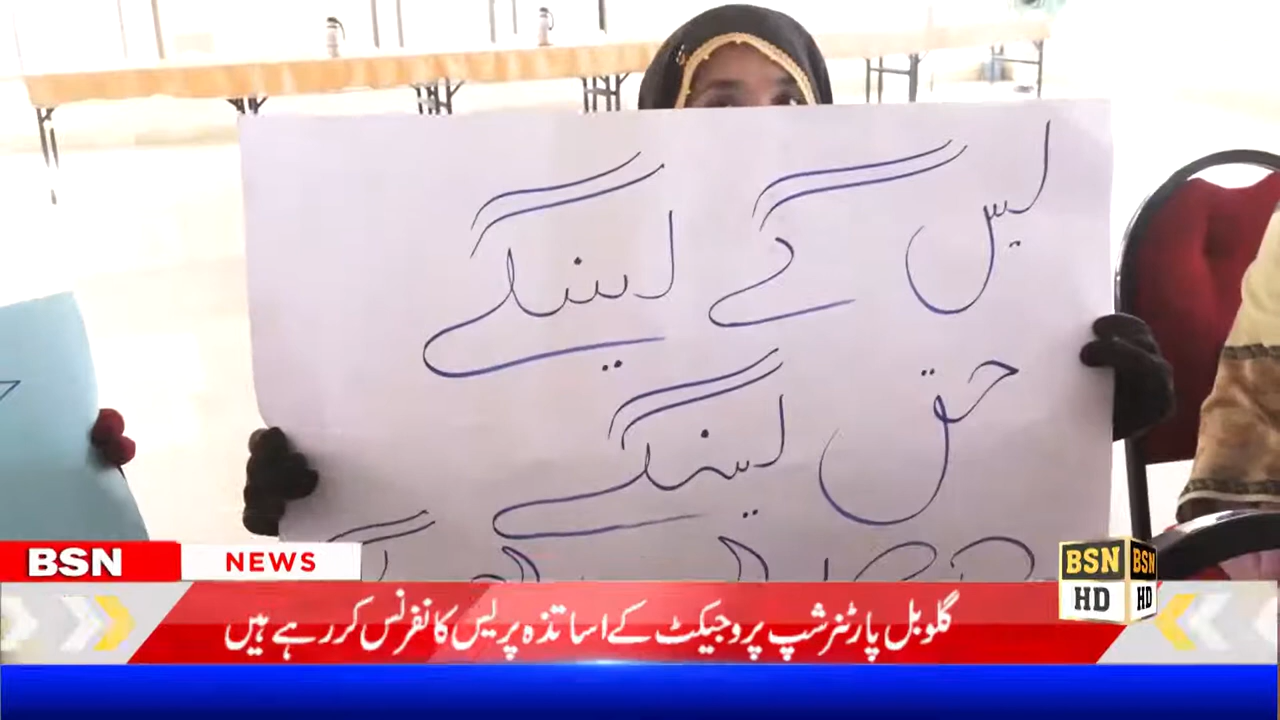 لیں گے لینگے
حق لینگے
BSN NEWS
BSN HD
BSN HD
گلوبل پارٹنرشپ پروجیکٹ کے اساتذہ پریس کانفرنس کر رہے ہیں